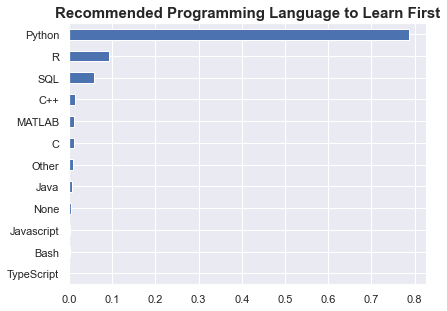 Recommended Programming Language to Learn First
Python
R
SQL
C++
MATLAB
C
Other
Java
None
Javascript
Bash
TypeScript
0.0 0.1 0.2 0.3 0.4 0.5 0.6 0.7 0.8